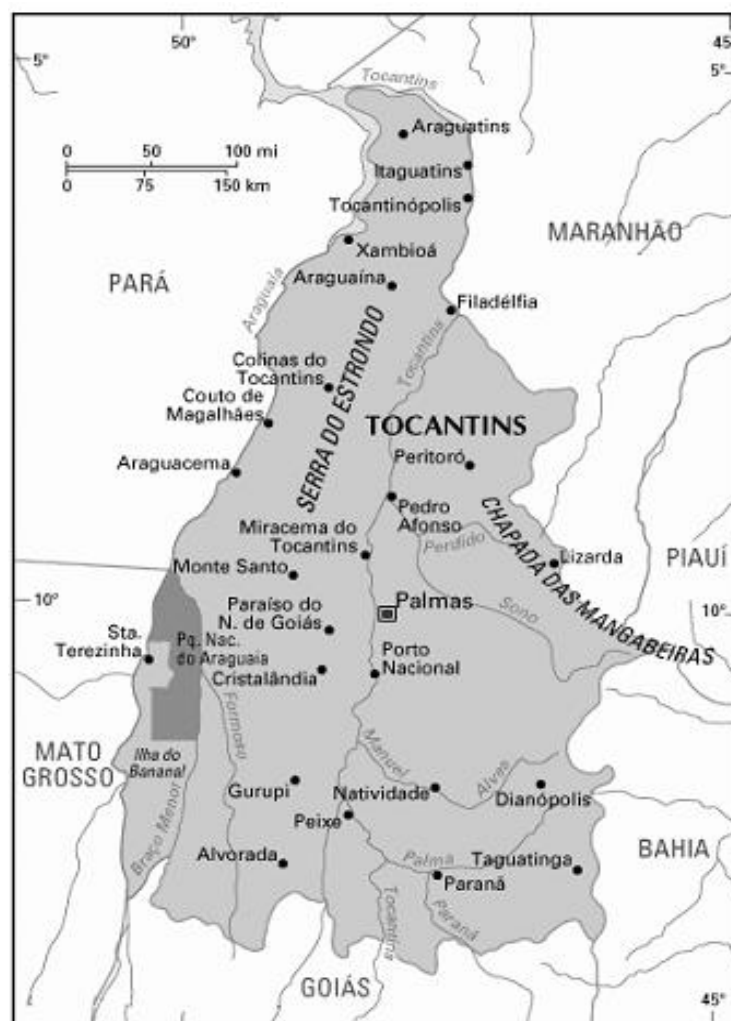 50°
45
5°
5°
Tocantins
Araguatins
0 50 100 mi
0 75 150 km
Itaguatins
Tocantinópolis
MARANHÃO
Xambioá
PARÁ
Araguaína
Araguaia
Filadélfia
Tocantins
SERRA DO ESTRONDO
Colinas do
Tocantins
Couto de
Magalhães
TOCANTINS
Araguacema
Peritoró
Pedro
Afonso
CHAPADA DAS MANGABEIRAS
Miracema do
Tocantins
Perdido
Lizarda
PIAUÍ
Monte Santo
10°
Paraíso do
N. de Goiás
Palmas
Sono
10°
Sta.
Terezinha
Pq. Nac.
do Araguaia
Cristalândia
Porto
Nacional
Formoso
MATO
GROSSO
Ilha do
Bananal
Manuel
Alves
Gurupi
Natividade
Dianópolis
Braço Menor
Peixe
BAHIA
Alvorada
Palma
Taguatinga
Paranã
Tocantins
Paraná
GOIÁS
45°